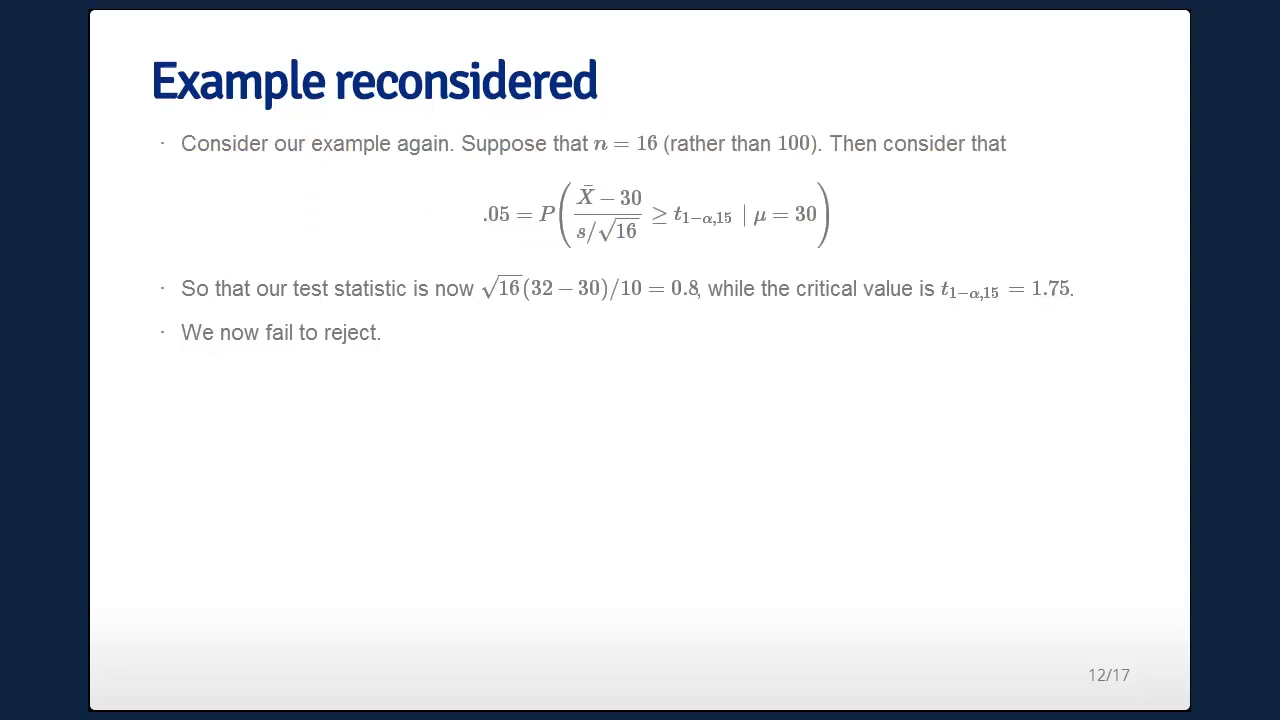 Example reconsidered
· Consider our example again. Suppose that n = 16 (rather than 100). Then consider that
.05 = P( (X̄ − 30) / (s/√16) ≥ t₁₋α,₁₅ | μ = 30 )
· So that our test statistic is now √16(32 − 30)/10 = 0.8, while the critical value is t₁₋α,₁₅ = 1.75.
· We now fail to reject.
12/17